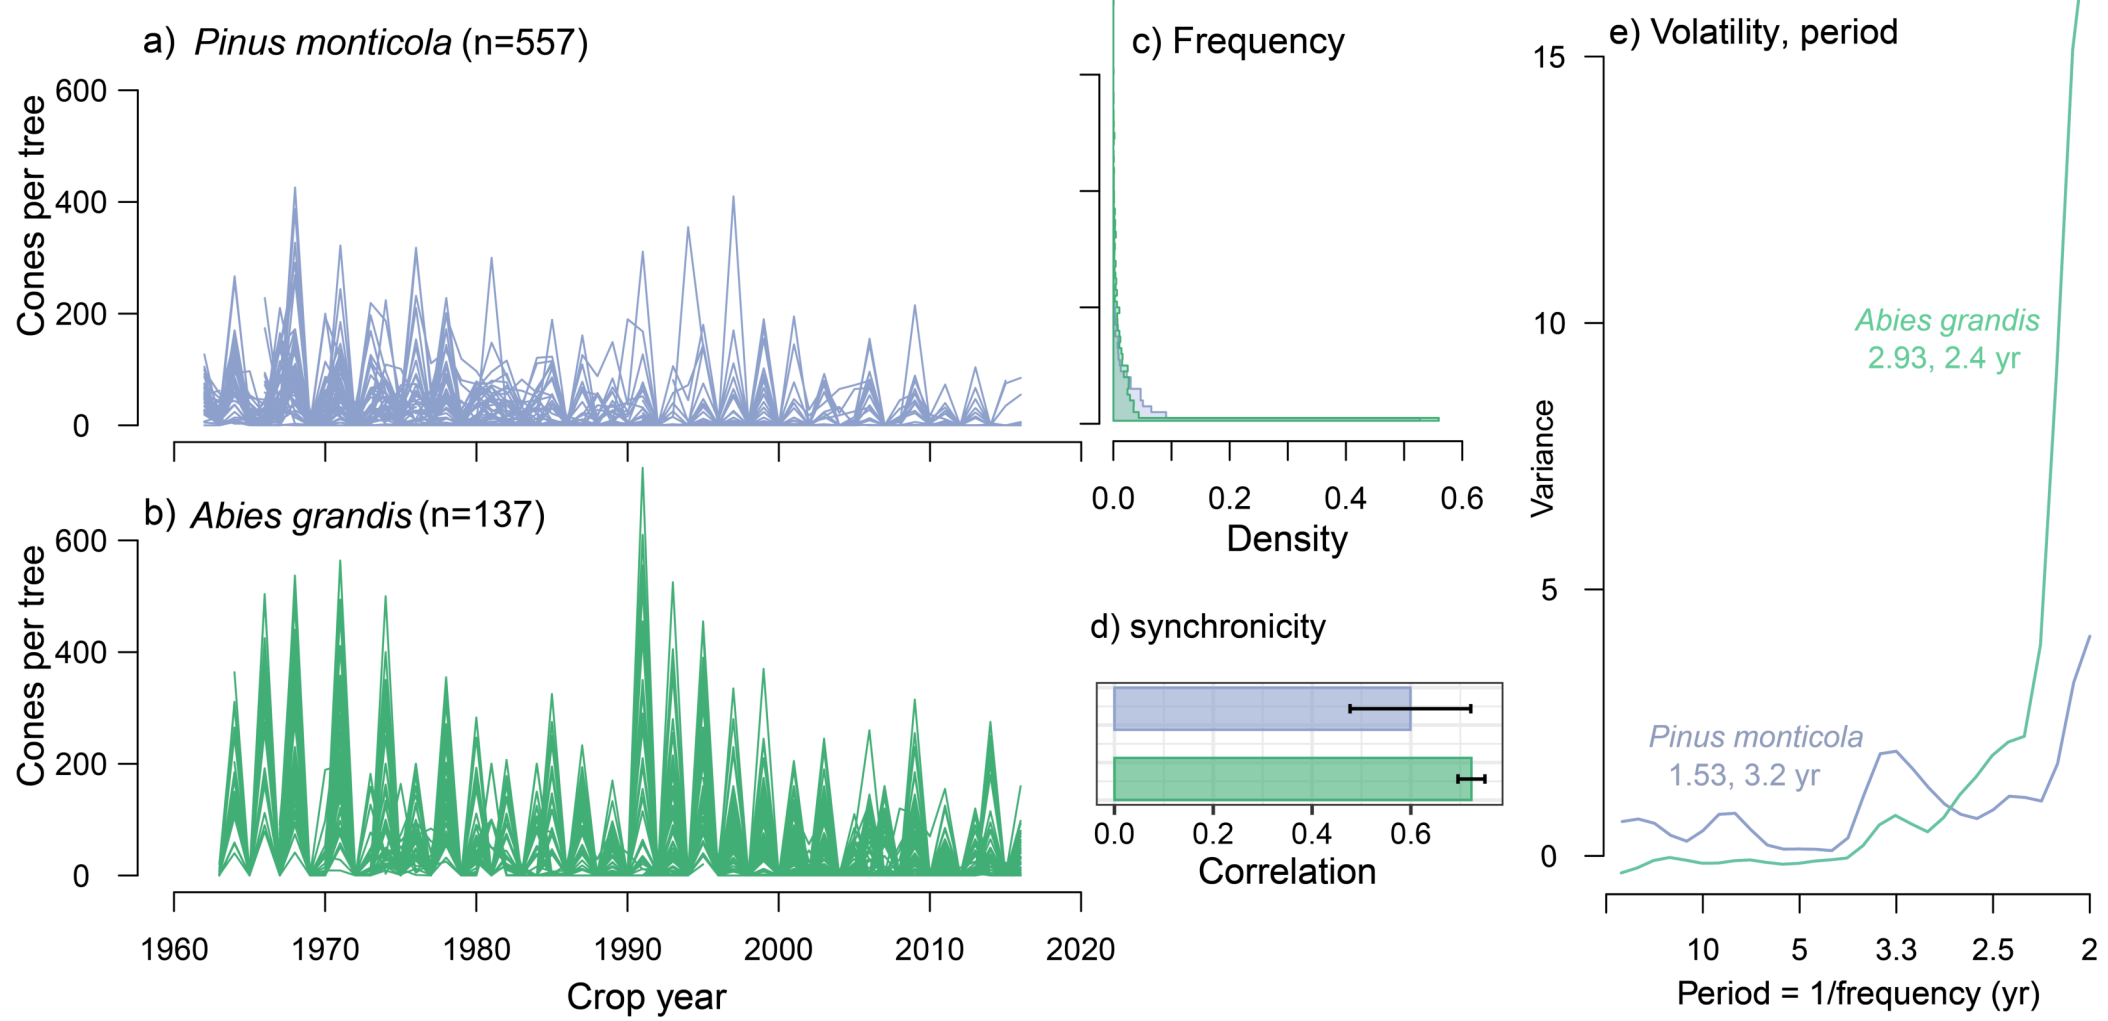 a) Pinus monticola (n=557)
Cones per tree
600
400
200
0
b) Abies grandis (n=137)
Cones per tree
600
400
200
0
1960 1970 1980 1990 2000 2010 2020
Crop year
c) Frequency
0.0 0.2 0.4 0.6
Density
d) synchronicity
0.0 0.2 0.4 0.6
Correlation
e) Volatility, period
Variance
15
10
5
0
Abies grandis
2.93, 2.4 yr
Pinus monticola
1.53, 3.2 yr
10 5 3.3 2.5 2
Period = 1/frequency (yr)